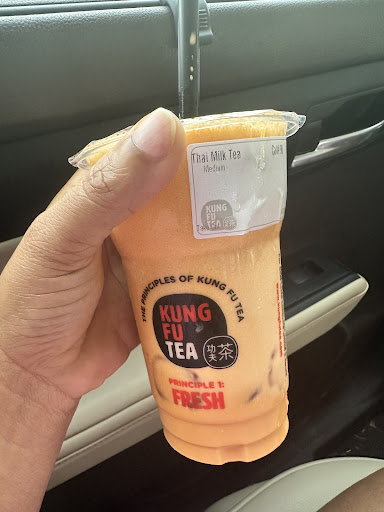 Thai Milk Tea
Medium
KUNG
FU
TEA
THE PRINCIPLES OF KUNG FU TEA
KUNG
FU
TEA
功夫茶
PRINCIPLE 1:
FRESH